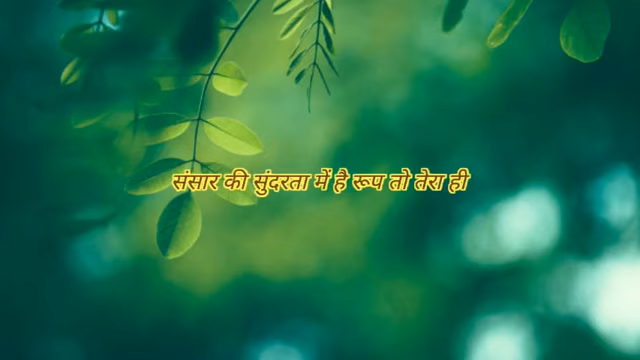 संसार की सुंदरता में है रूप तो तेरा ही